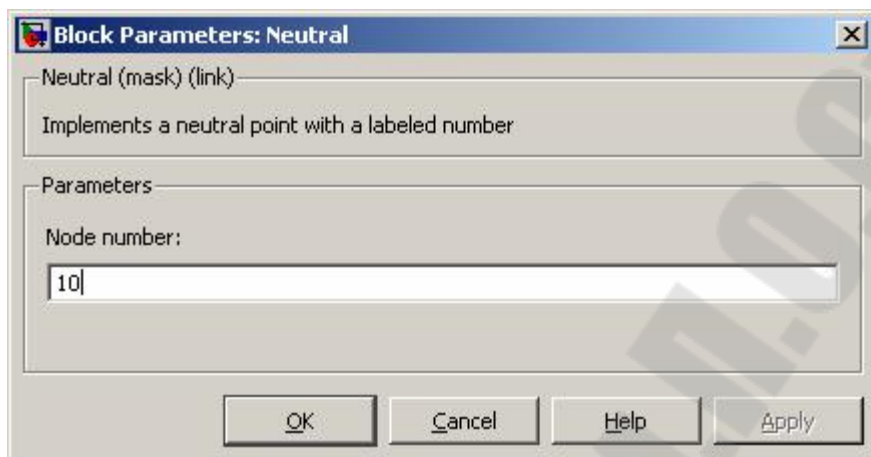 Block Parameters: Neutral
Neutral (mask) (link)
Implements a neutral point with a labeled number
Parameters
Node number:
10
OK
Cancel
Help
Apply